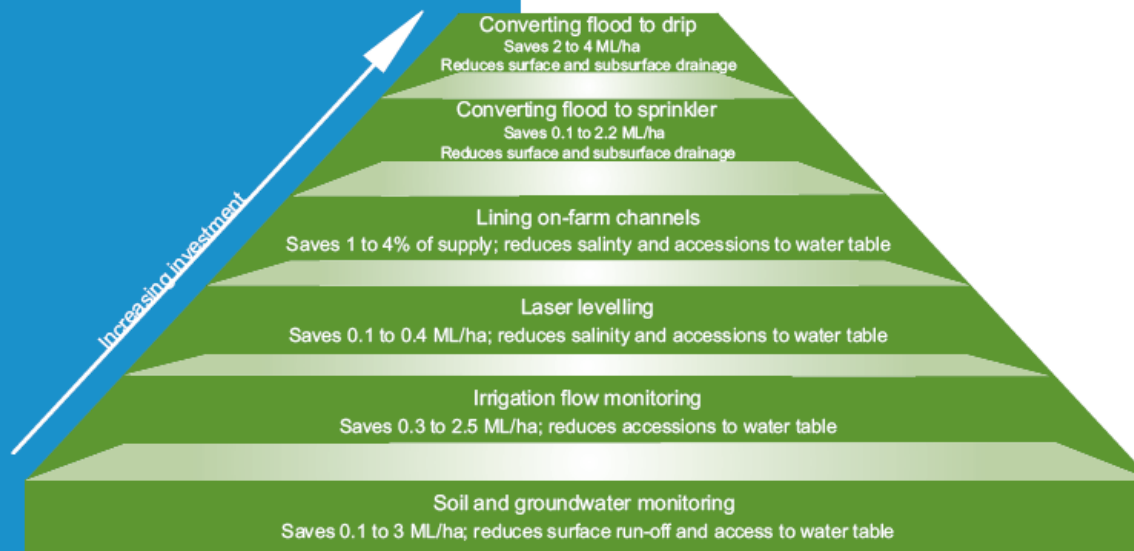 Converting flood to drip
Saves 2 to 4 ML/ha
Reduces surface and subsurface drainage
Converting flood to sprinkler
Saves 0.1 to 2.2 ML/ha
Reduces surface and subsurface drainage
Increasing investment
Lining on-farm channels
Saves 1 to 4% of supply; reduces salinity and accessions to water table
Laser levelling
Saves 0.1 to 0.4 ML/ha; reduces salinity and accessions to water table
Irrigation flow monitoring
Saves 0.3 to 2.5 ML/ha; reduces accessions to water table
Soil and groundwater monitoring
Saves 0.1 to 3 ML/ha; reduces surface run-off and access to water table